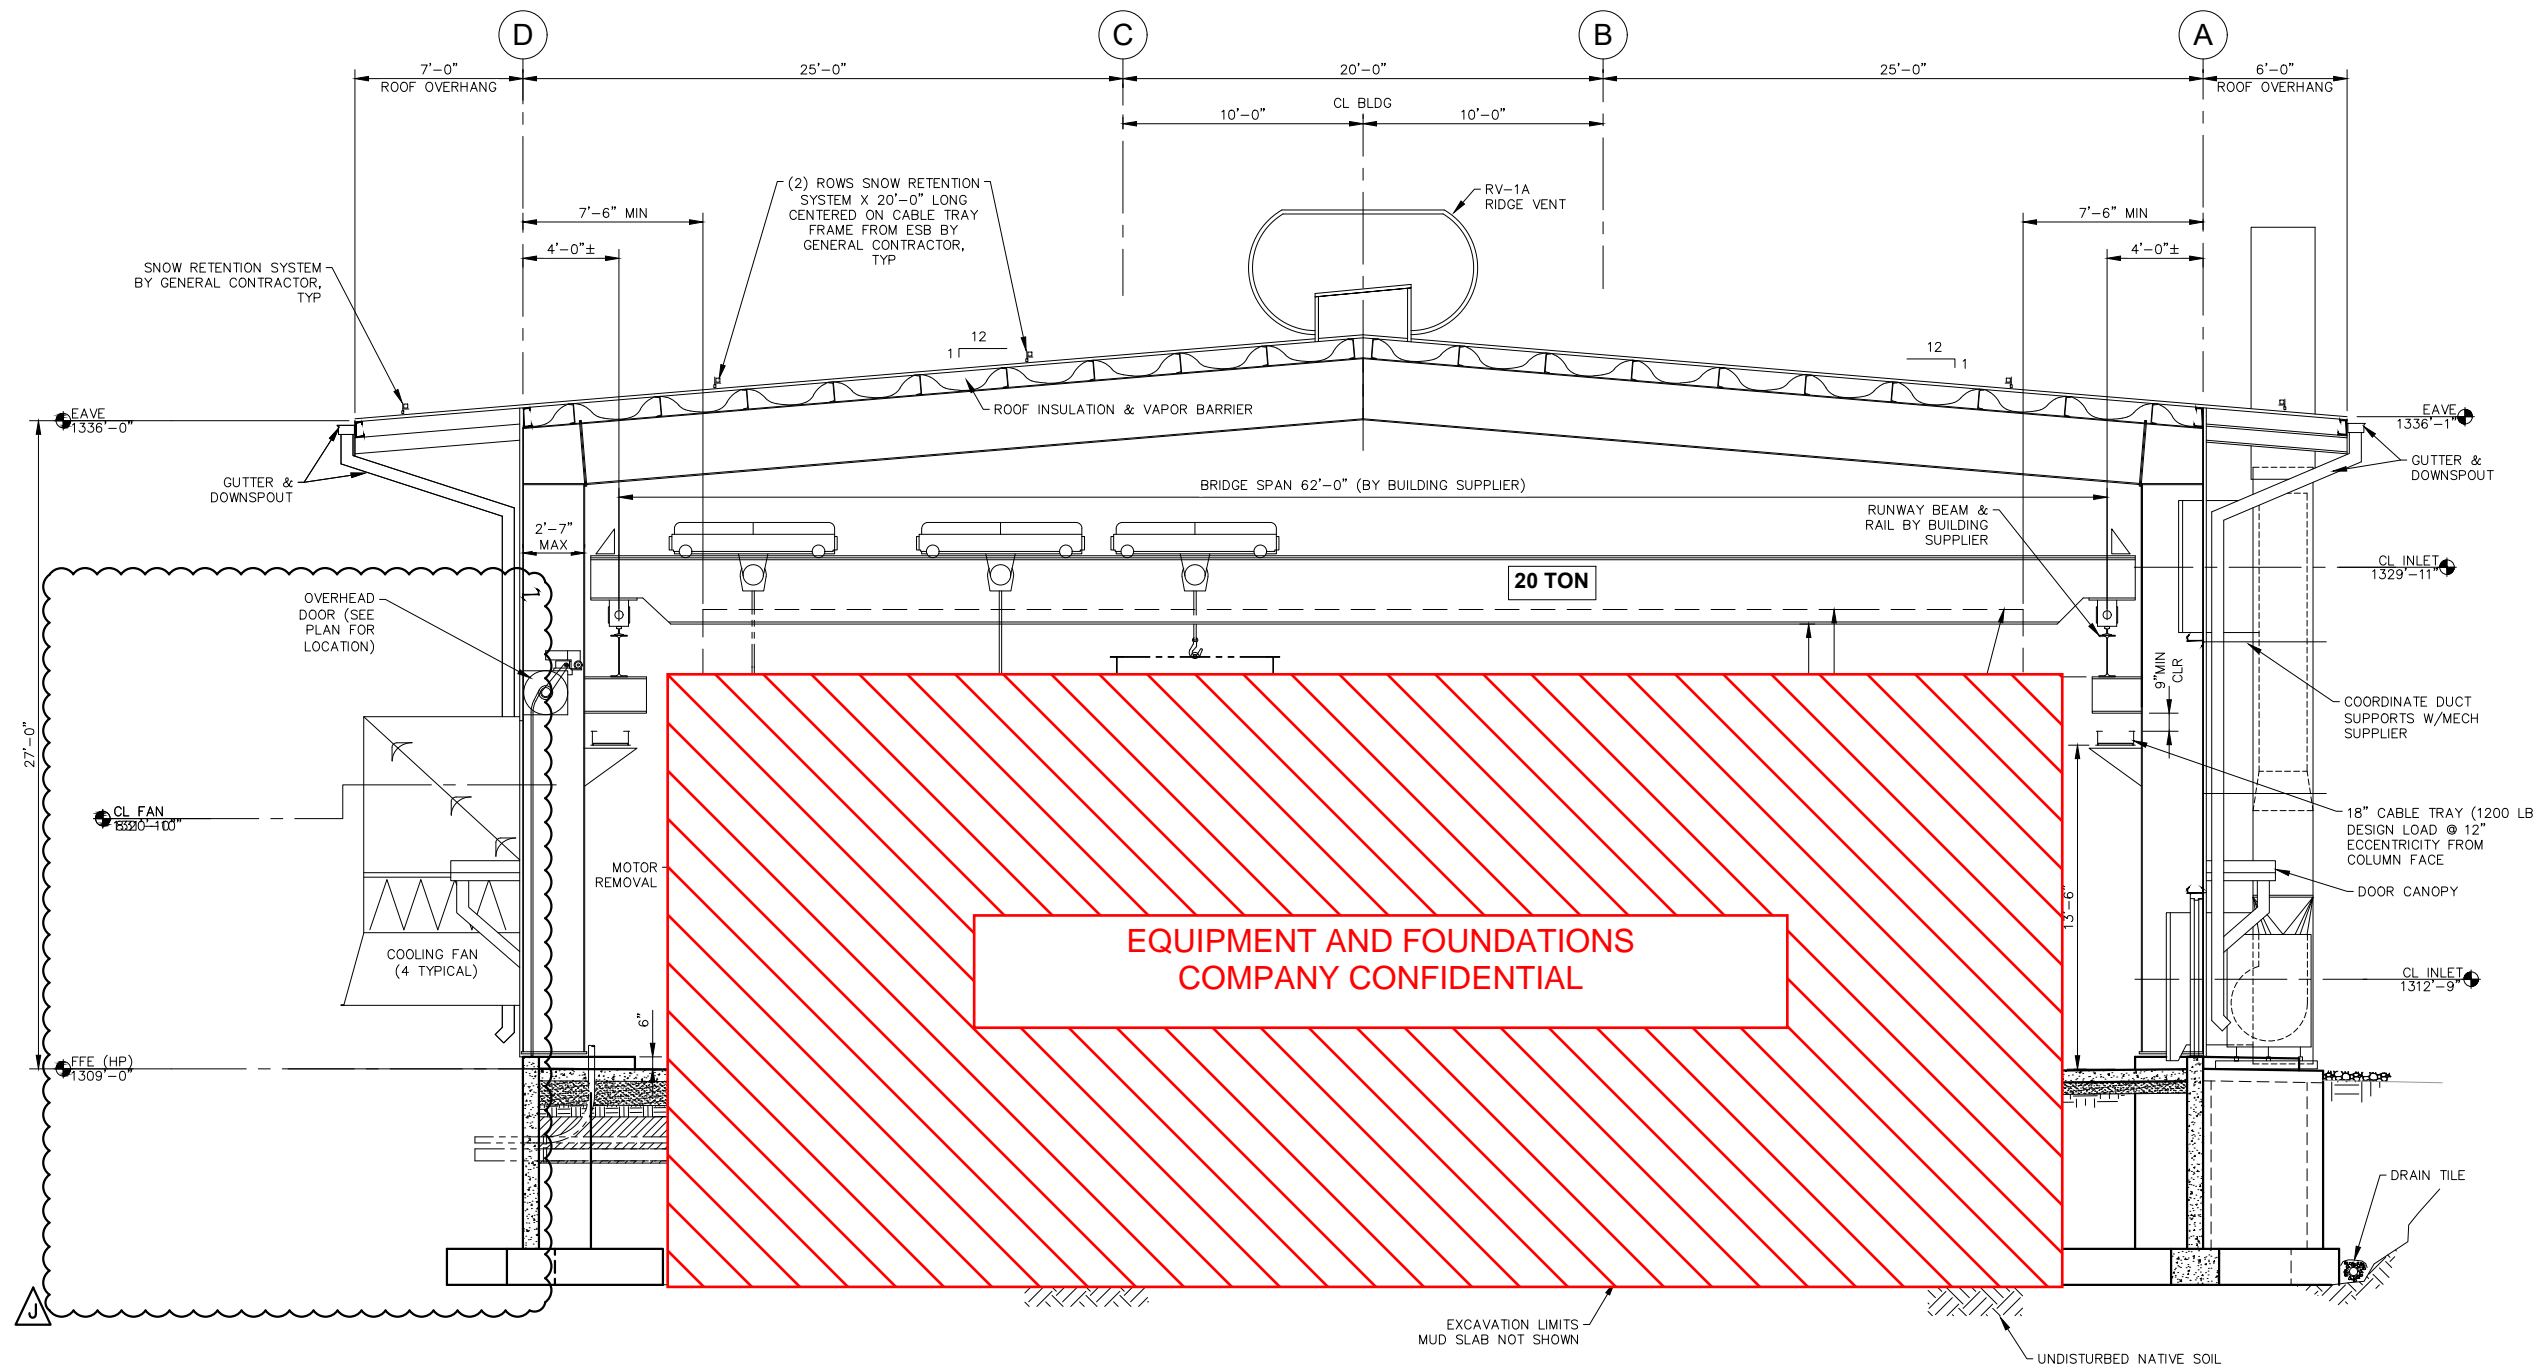 D
C
B
A
7'-0"
ROOF OVERHANG
25'-0"
20'-0"
25'-0"
6'-0"
ROOF OVERHANG
CL BLDG
10'-0"
10'-0"
(2) ROWS SNOW RETENTION
SYSTEM X 20'-0" LONG
CENTERED ON CABLE TRAY
FRAME FROM ESB BY
GENERAL CONTRACTOR,
TYP
RV-1A
RIDGE VENT
7'-6" MIN
7'-6" MIN
4'-0"±
4'-0"±
SNOW RETENTION SYSTEM
BY GENERAL CONTRACTOR,
TYP
12
1
12
1
ROOF INSULATION & VAPOR BARRIER
EAVE
1336'-0"
EAVE
1336'-1"
GUTTER &
DOWNSPOUT
GUTTER &
DOWNSPOUT
BRIDGE SPAN 62'-0" (BY BUILDING SUPPLIER)
2'-7"
MAX
RUNWAY BEAM &
RAIL BY BUILDING
SUPPLIER
20 TON
CL INLET
1329'-11"
OVERHEAD
DOOR (SEE
PLAN FOR
LOCATION)
9"MIN
CLR
27'-0"
COORDINATE DUCT
SUPPORTS W/MECH
SUPPLIER
CL FAN
18" CABLE TRAY (1200 LB
DESIGN LOAD @ 12"
ECCENTRICITY FROM
COLUMN FACE
MOTOR
REMOVAL
DOOR CANOPY
13'-6"
EQUIPMENT AND FOUNDATIONS
COMPANY CONFIDENTIAL
COOLING FAN
(4 TYPICAL)
CL INLET
1312'-9"
6"
FFE (HP)
1309'-0"
DRAIN TILE
J
EXCAVATION LIMITS
MUD SLAB NOT SHOWN
UNDISTURBED NATIVE SOIL